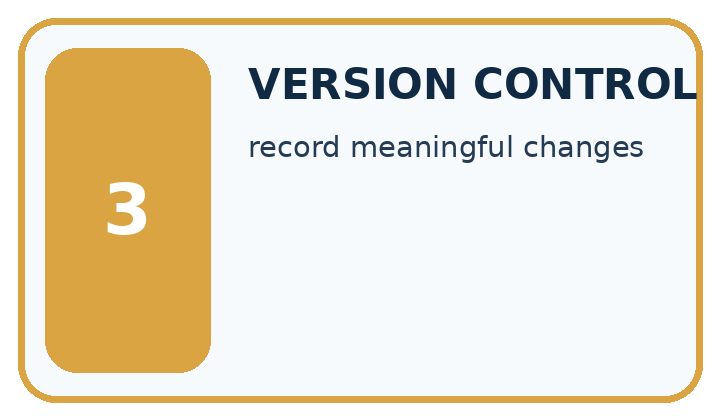 3
VERSION CONTROL
record meaningful changes